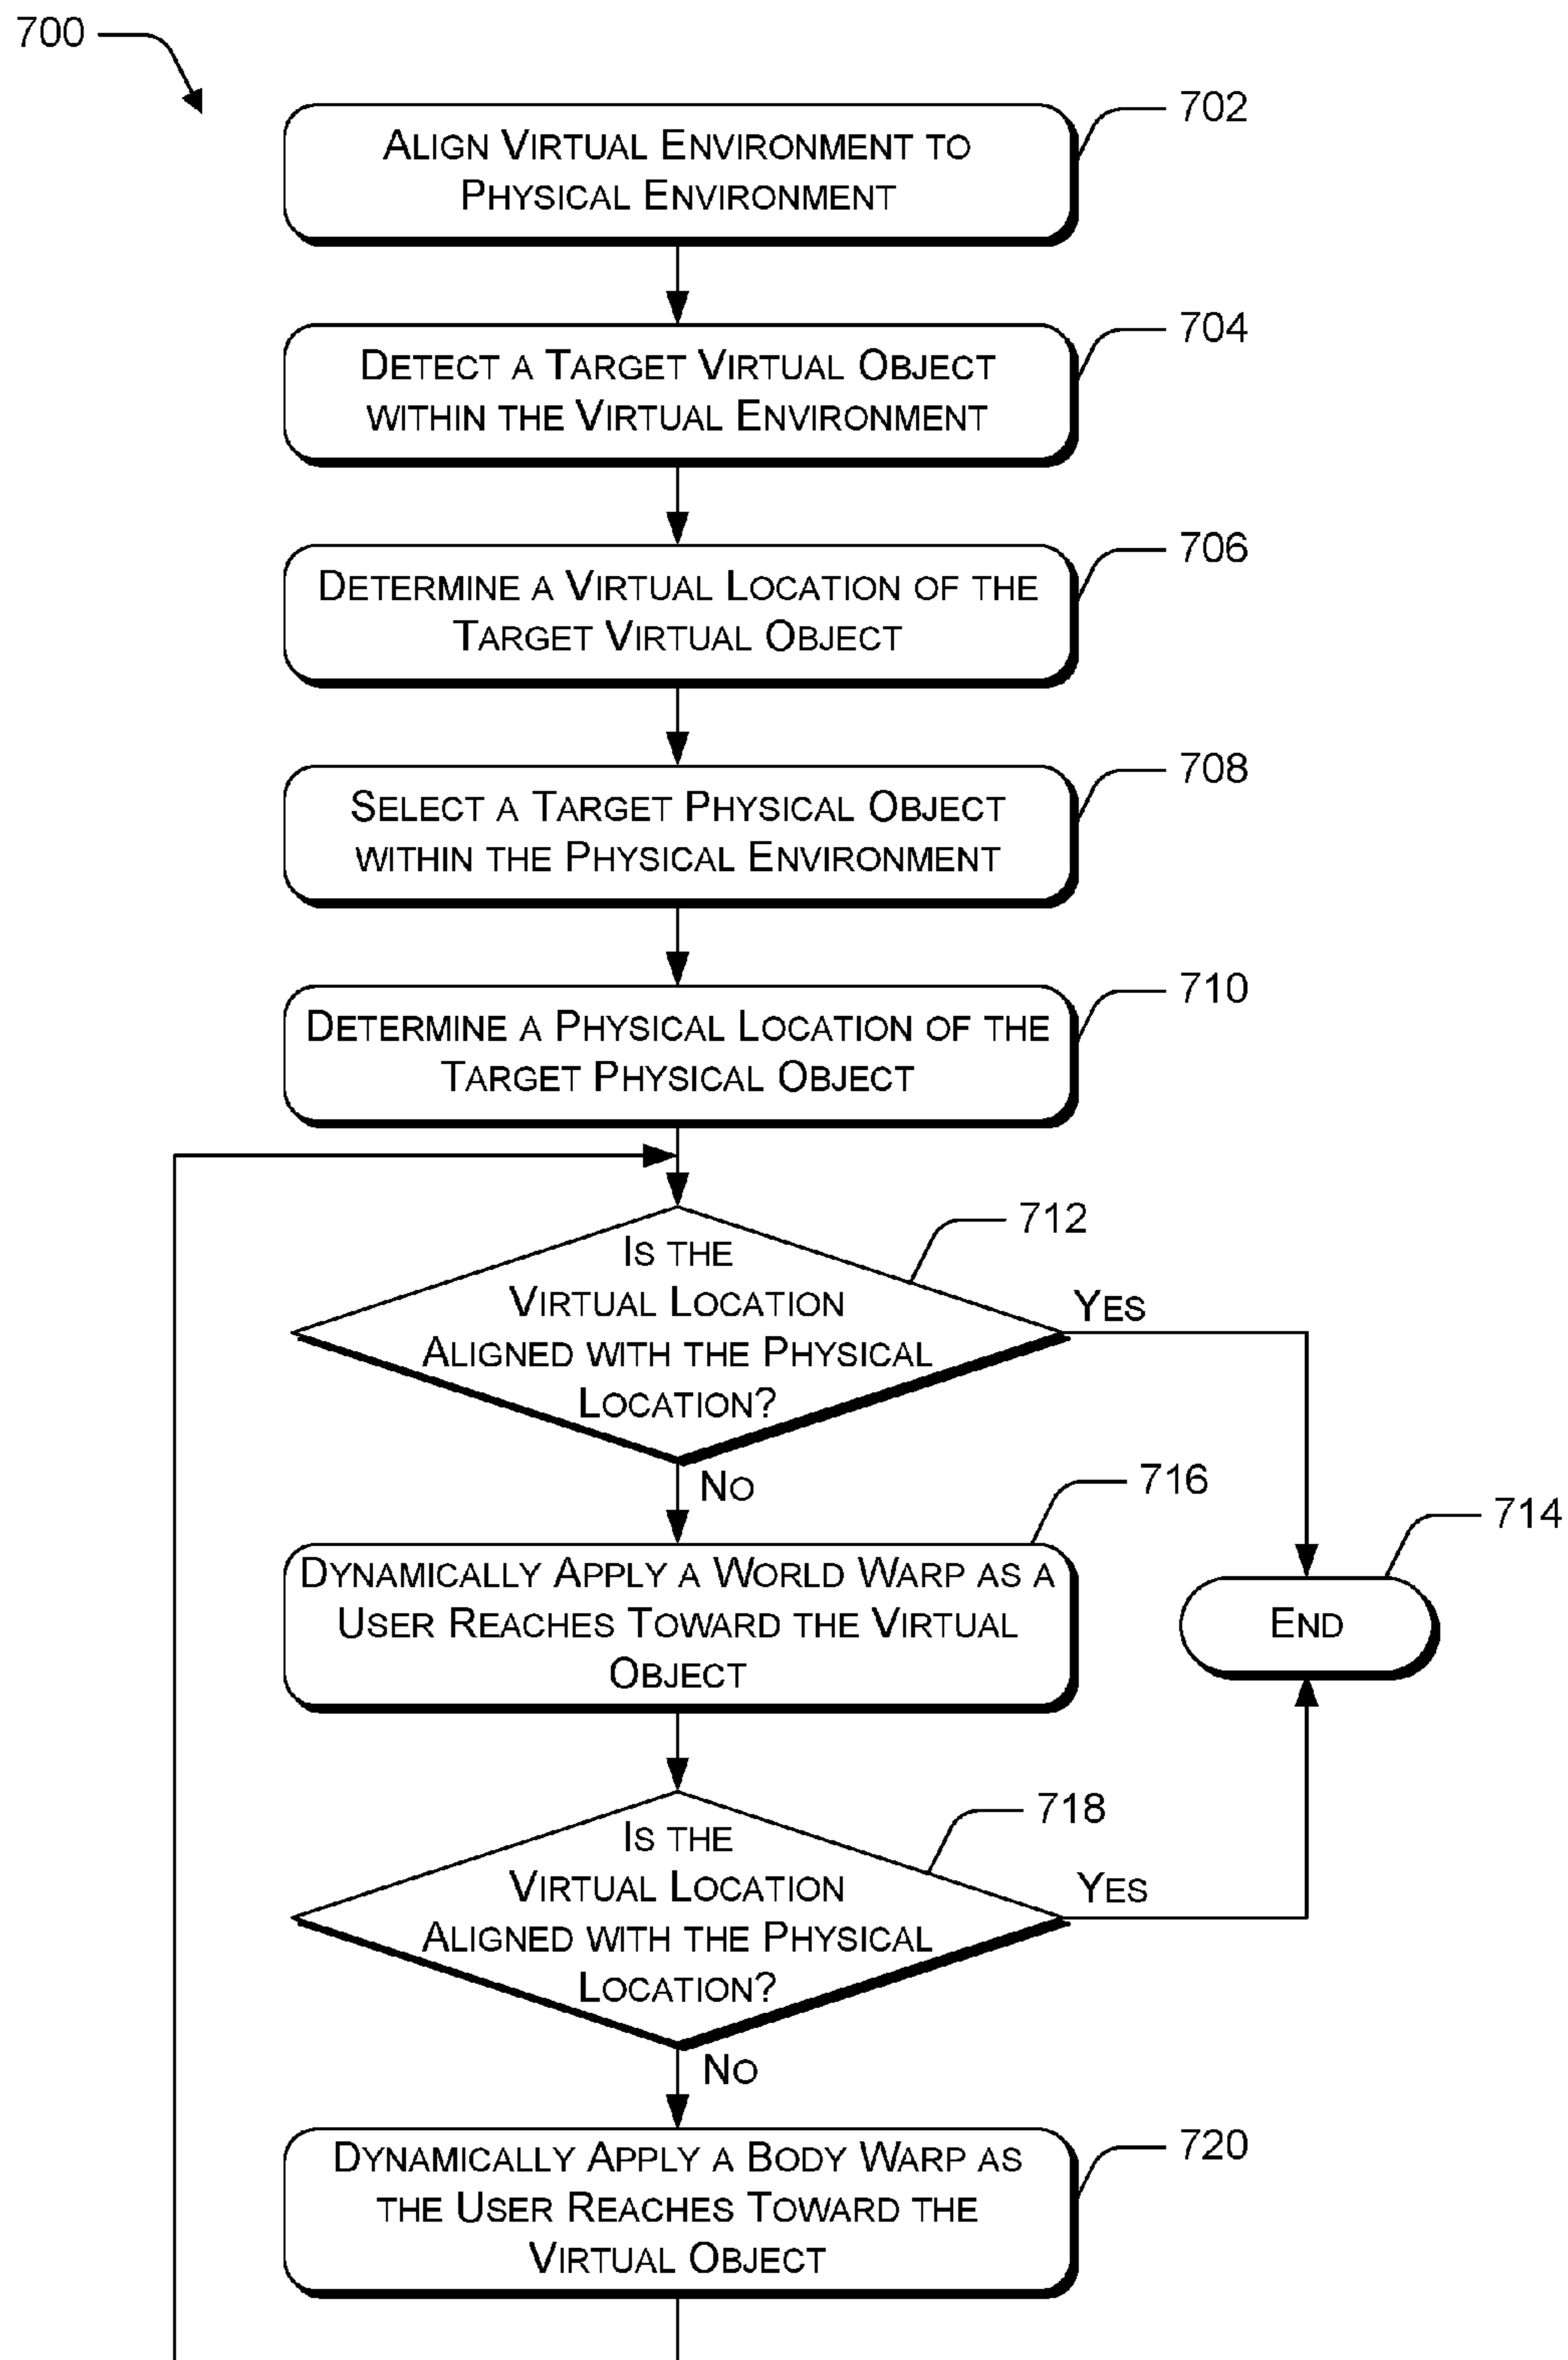 700
702
ALIGN VIRTUAL ENVIRONMENT TO
PHYSICAL ENVIRONMENT
704
DETECT A TARGET VIRTUAL OBJECT
WITHIN THE VIRTUAL ENVIRONMENT
706
DETERMINE A VIRTUAL LOCATION OF THE
TARGET VIRTUAL OBJECT
708
SELECT A TARGET PHYSICAL OBJECT
WITHIN THE PHYSICAL ENVIRONMENT
710
DETERMINE A PHYSICAL LOCATION OF THE
TARGET PHYSICAL OBJECT
712
IS THE
VIRTUAL LOCATION
ALIGNED WITH THE PHYSICAL
LOCATION?
YES
NO
716
DYNAMICALLY APPLY A WORLD WARP AS A
USER REACHES TOWARD THE VIRTUAL
OBJECT
714
END
718
IS THE
VIRTUAL LOCATION
ALIGNED WITH THE PHYSICAL
LOCATION?
YES
NO
720
DYNAMICALLY APPLY A BODY WARP AS
THE USER REACHES TOWARD THE
VIRTUAL OBJECT